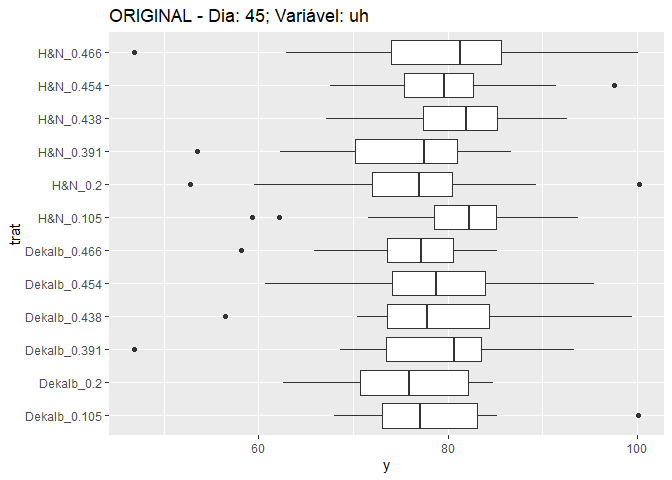 ORIGINAL - Dia: 45; Variável: uh
H&N_0.466
H&N_0.454
H&N_0.438
H&N_0.391
H&N_0.2
H&N_0.105
Dekalb_0.466
Dekalb_0.454
Dekalb_0.438
Dekalb_0.391
Dekalb_0.2
Dekalb_0.105
trat
60
80
100
y